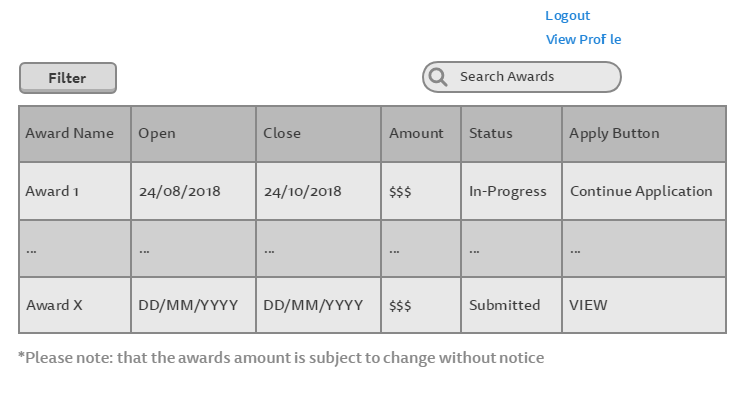 Logout
View Profile
Filter
Search Awards
Award Name Open Close Amount Status Apply Button
Award 1 24/08/2018 24/10/2018 $$$ In-Progress Continue Application
... ... ... ... ... ...
Award X DD/MM/YYYY DD/MM/YYYY $$$ Submitted VIEW
*Please note: that the awards amount is subject to change without notice